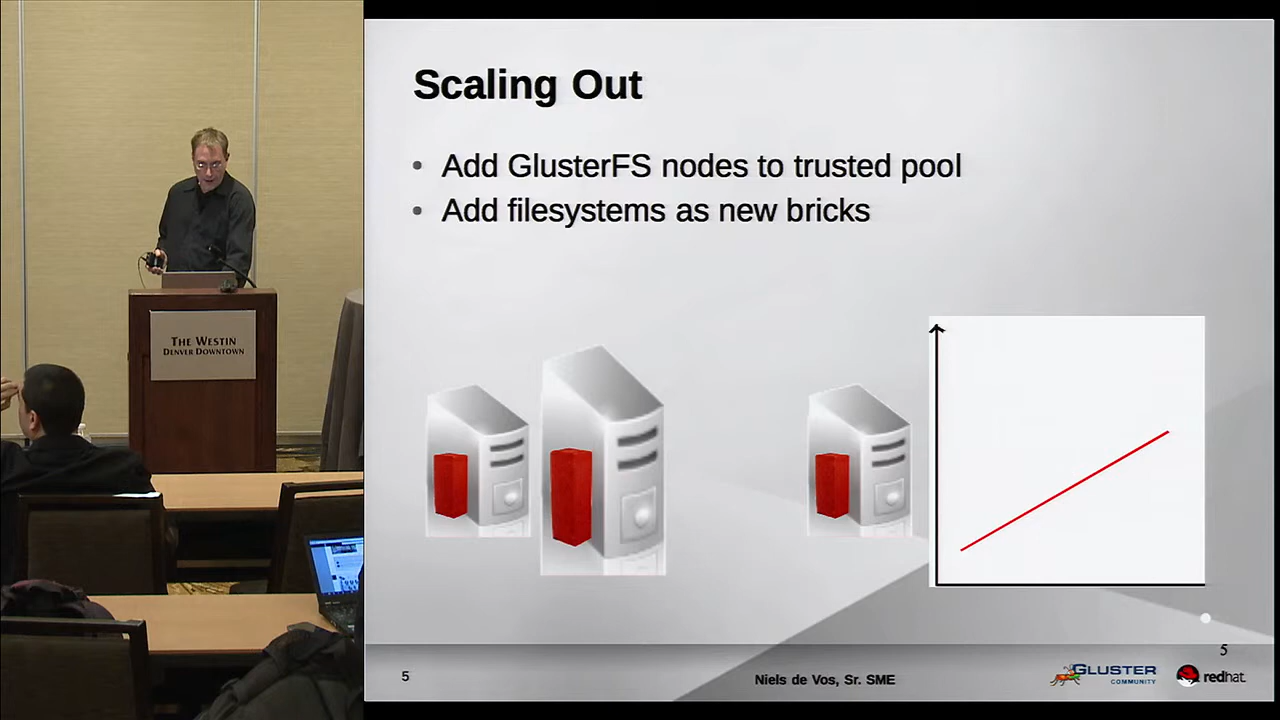 THE WESTIN
DENVER DOWNTOWN
Scaling Out
• Add GlusterFS nodes to trusted pool
• Add filesystems as new bricks
5
5
Niels de Vos, Sr. SME
GLUSTER
COMMUNITY
redhat.